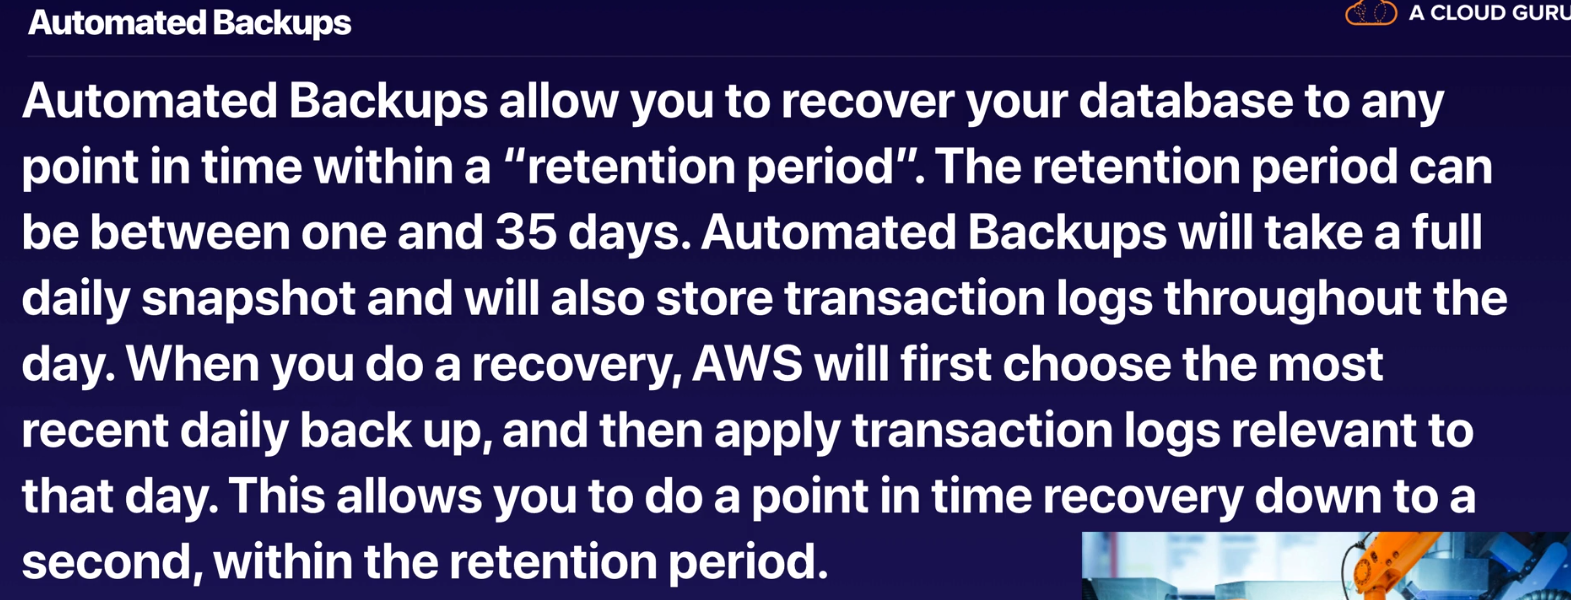 Automated Backups
A CLOUD GURU
Automated Backups allow you to recover your database to any
point in time within a “retention period”. The retention period can
be between one and 35 days. Automated Backups will take a full
daily snapshot and will also store transaction logs throughout the
day. When you do a recovery, AWS will first choose the most
recent daily back up, and then apply transaction logs relevant to
that day. This allows you to do a point in time recovery down to a
second, within the retention period.